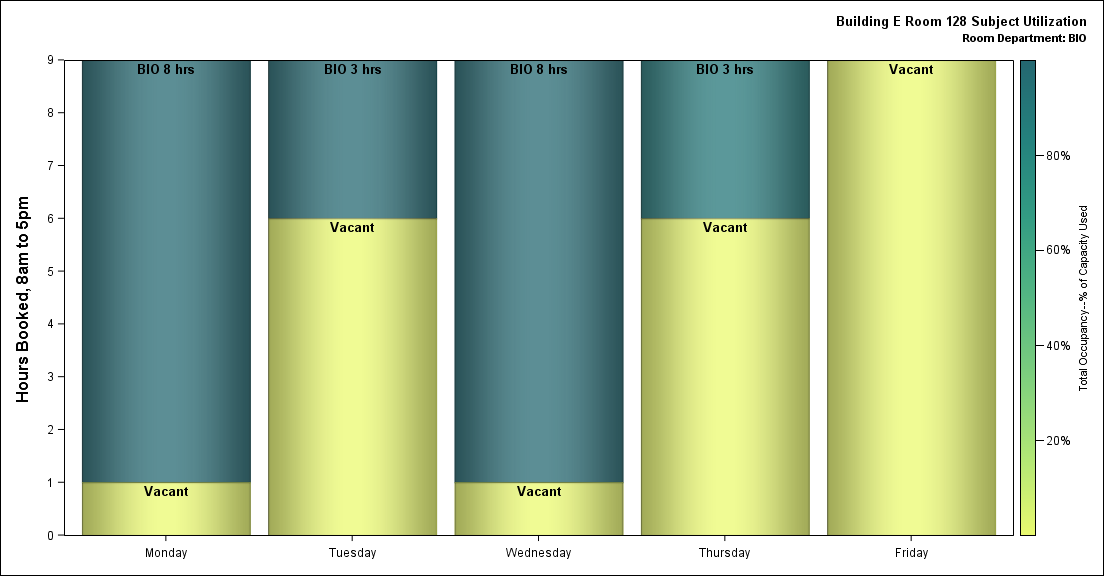 Building E Room 128 Subject Utilization
Room Department: BIO
Hours Booked, 8am to 5pm
9
8
7
6
5
4
3
2
1
0
BIO 8 hrs
BIO 3 hrs
BIO 8 hrs
BIO 3 hrs
Vacant
Vacant
Vacant
Vacant
Vacant
Monday
Tuesday
Wednesday
Thursday
Friday
80%
60%
40%
20%
Total Occupancy--% of Capacity Used